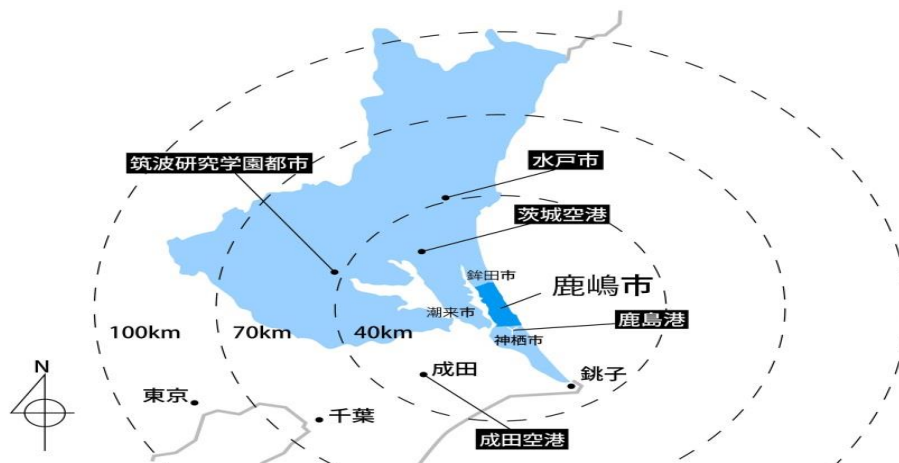 筑波研究学園都市
水戸市
茨城空港
鉾田市
鹿嶋市
潮来市
鹿島港
100km
70km
40km
神栖市
N
成田
銚子
東京
千葉
成田空港